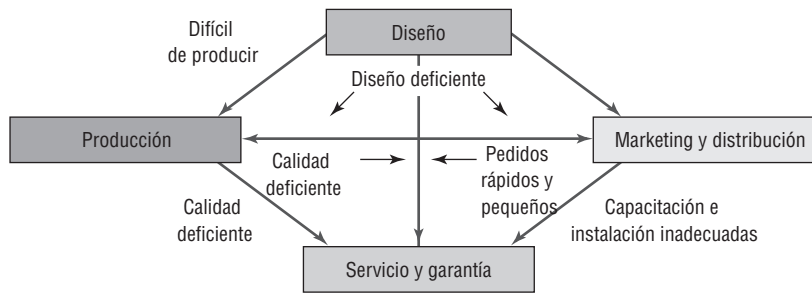 Diseño
Difícil
de producir
Diseño deficiente
Producción
Marketing y distribución
Calidad
deficiente
Pedidos
rápidos y
pequeños
Calidad
deficiente
Capacitación e
instalación inadecuadas
Servicio y garantía